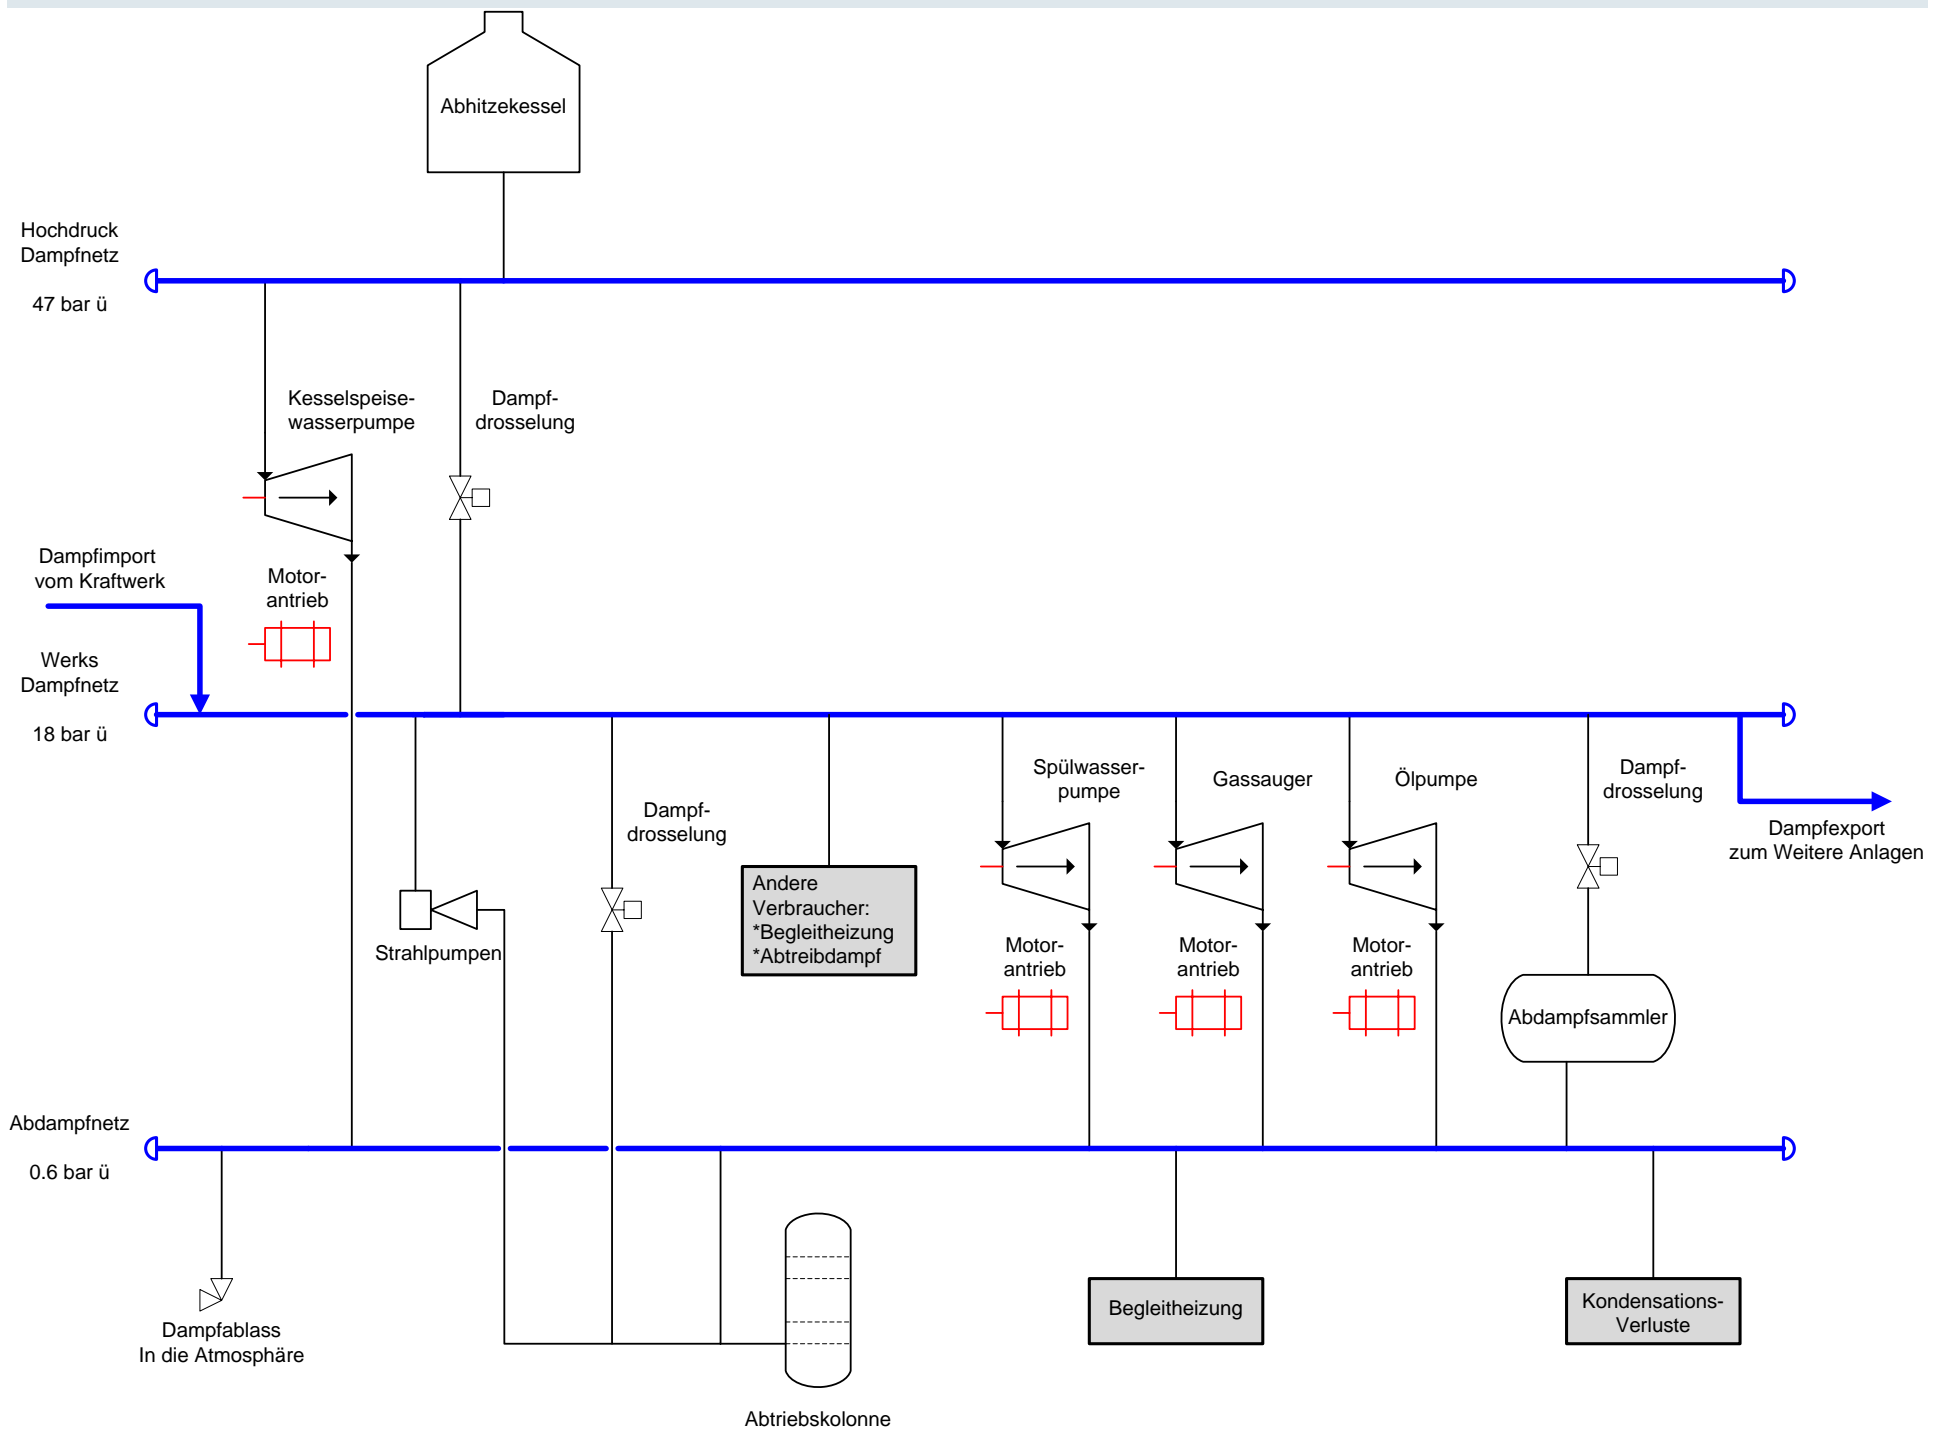 Abhitzekessel
Hochdruck
Dampfnetz
47 bar ü
Kesselspeise-
wasserpumpe
Dampf-
drosselung
Dampfimport
vom Kraftwerk
Motor-
antrieb
Werks
Dampfnetz
18 bar ü
Dampf-
drosselung
Spülwasser-
pumpe
Gassauger
Ölpumpe
Dampf-
drosselung
Dampfexport
zum Weitere Anlagen
Strahlpumpen
Andere
Verbraucher:
*Begleitheizung
*Abtreibdampf
Motor-
antrieb
Motor-
antrieb
Motor-
antrieb
Abdampfsammler
Abdampfnetz
0.6 bar ü
Dampfablass
In die Atmosphäre
Abtriebskolonne
Begleitheizung
Kondensations-
Verluste